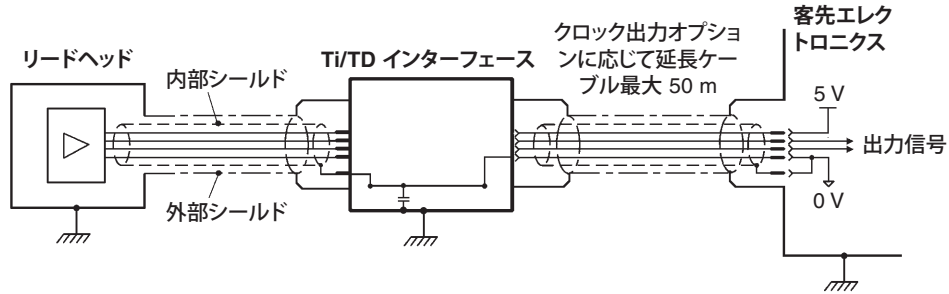 リードヘッド
内部シールド
外部シールド
Ti/TD インターフェース
クロック出力オプショ
ンに応じて延長ケー
ブル最大 50 m
客先エレク
トロニクス
5 V
出力信号
0 V